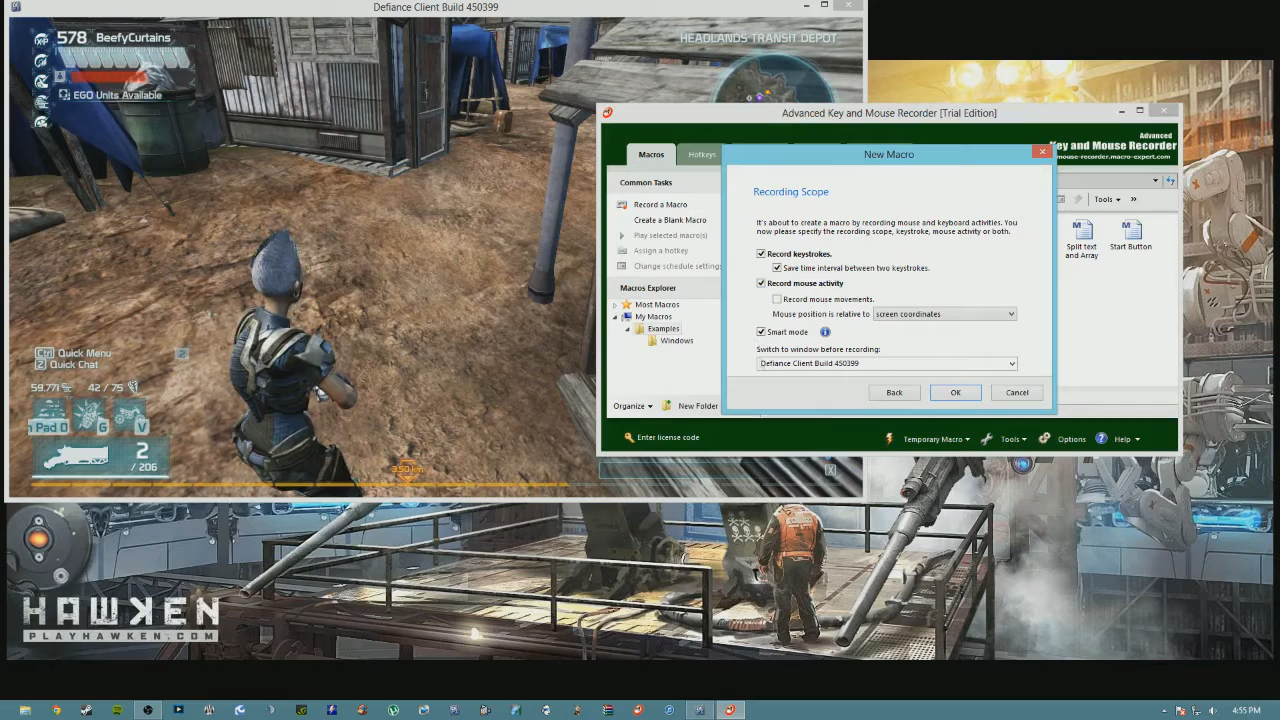 Defiance Client Build 450399
578 BeefyCurtains
EGO Units Available
HEADLANDS TRANSIT DEPOT
Ctrl Quick Menu
Z Quick Chat
59,771
42 / 75
G
V
2
/ 206
3.50 km
[X]
Advanced Key and Mouse Recorder [Trial Edition]
Advanced
Key and Mouse Recorder
mouse-recorder.macro-expert.com
Macros
Hotkeys
Common Tasks
Record a Macro
Create a Blank Macro
Play selected macro(s)
Assign a hotkey
Change schedule settings
Macros Explorer
Most Macros
My Macros
Examples
Windows
Organize
New Folder
Enter license code
Tools
Split text
and Array
Start Button
Temporary Macro
Tools
Options
Help
New Macro
Recording Scope
It's about to create a macro by recording mouse and keyboard activities. You
now please specify the recording scope, keystroke, mouse activity or both.
Record keystrokes.
Save time interval between two keystrokes.
Record mouse activity
Record mouse movements.
Mouse position is relative to screen coordinates
Smart mode
Switch to window before recording:
Defiance Client Build 450399
Back
OK
Cancel
HAWKEN
PLAYHAWKEN.COM
4:55 PM